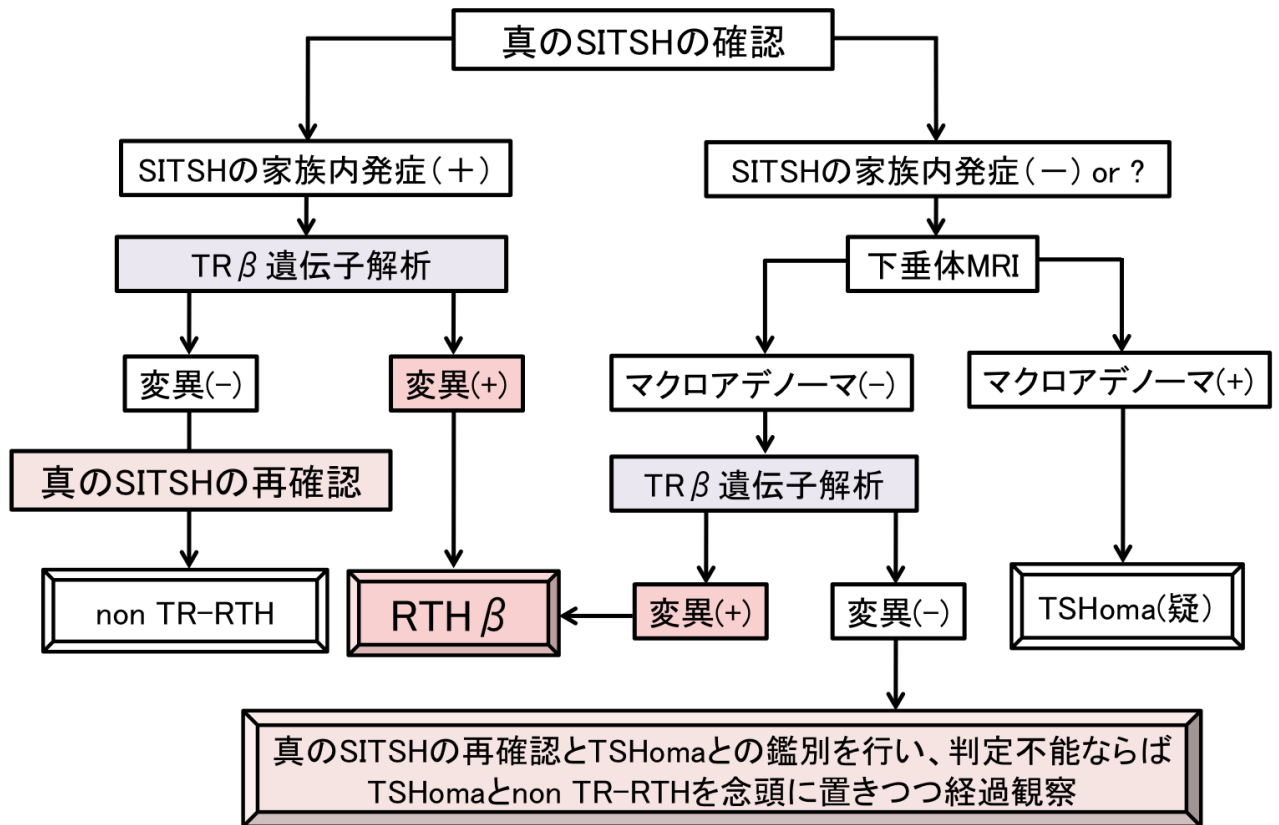 真のSITSHの確認
SITSHの家族内発症(+)
SITSHの家族内発症(-) or ?
TRβ遺伝子解析
下垂体MRI
変異(-)
変異(+)
マクロアデノーマ(-)
マクロアデノーマ(+)
真のSITSHの再確認
TRβ遺伝子解析
non TR-RTH
RTHβ
変異(+)
変異(-)
TSHoma(疑)
真のSITSHの再確認とTSHomaとの鑑別を行い、判定不能ならば
TSHomaとnon TR-RTHを念頭に置きつつ経過観察